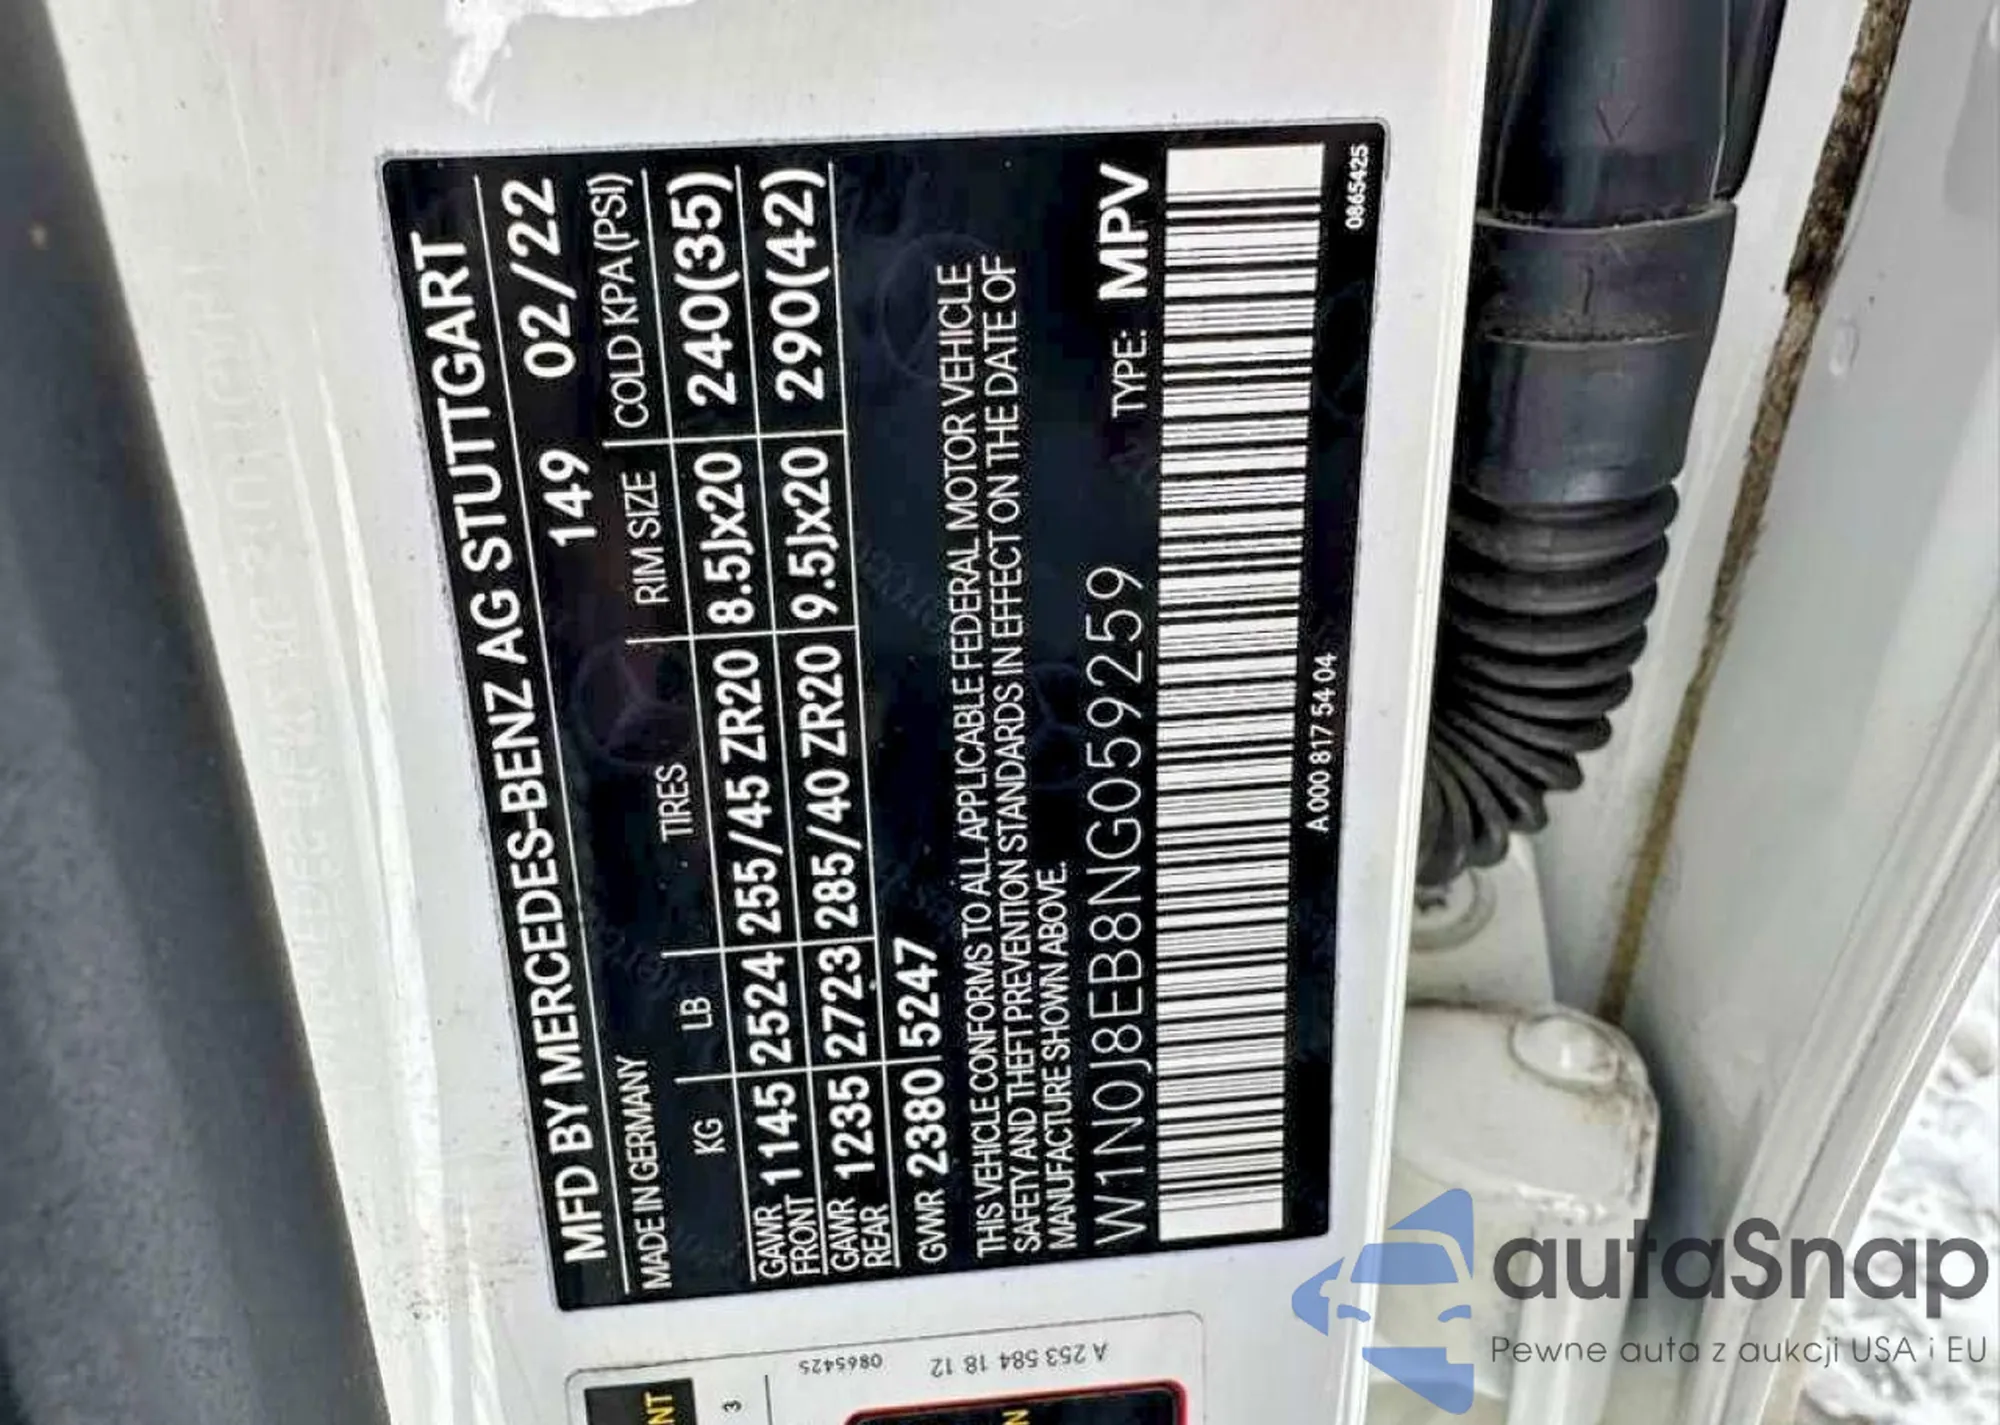 MFD BY MERCEDES-BENZ AG STUTTGART
MADE IN GERMANY 149 02/22
KG LB TIRES RIM SIZE COLD KPA(PSI)
GAWR FRONT 1145 2524 255/45 ZR20 8.5Jx20 240(35)
GAWR REAR 1235 2723 285/40 ZR20 9.5Jx20 290(42)
GVWR 2380 5247
THIS VEHICLE CONFORMS TO ALL APPLICABLE FEDERAL MOTOR VEHICLE
SAFETY AND THEFT PREVENTION STANDARDS IN EFFECT ON THE DATE OF
MANUFACTURE SHOWN ABOVE.
W1N0J8EB8NG059259 TYPE: MPV
A 000 817 54 04 0865425
A 253 584 18 12 0865425
3
autaSnap
Pewne auta z aukcji USA i EU